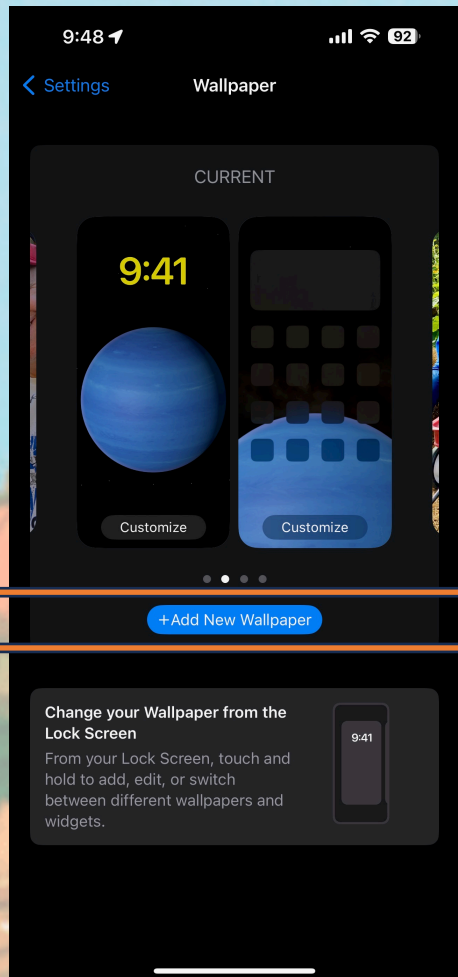 9:48
92
Settings
Wallpaper
CURRENT
9:41
Customize
Customize
+Add New Wallpaper
Change your Wallpaper from the
Lock Screen
9:41
From your Lock Screen, touch and
hold to add, edit, or switch
between different wallpapers and
widgets.